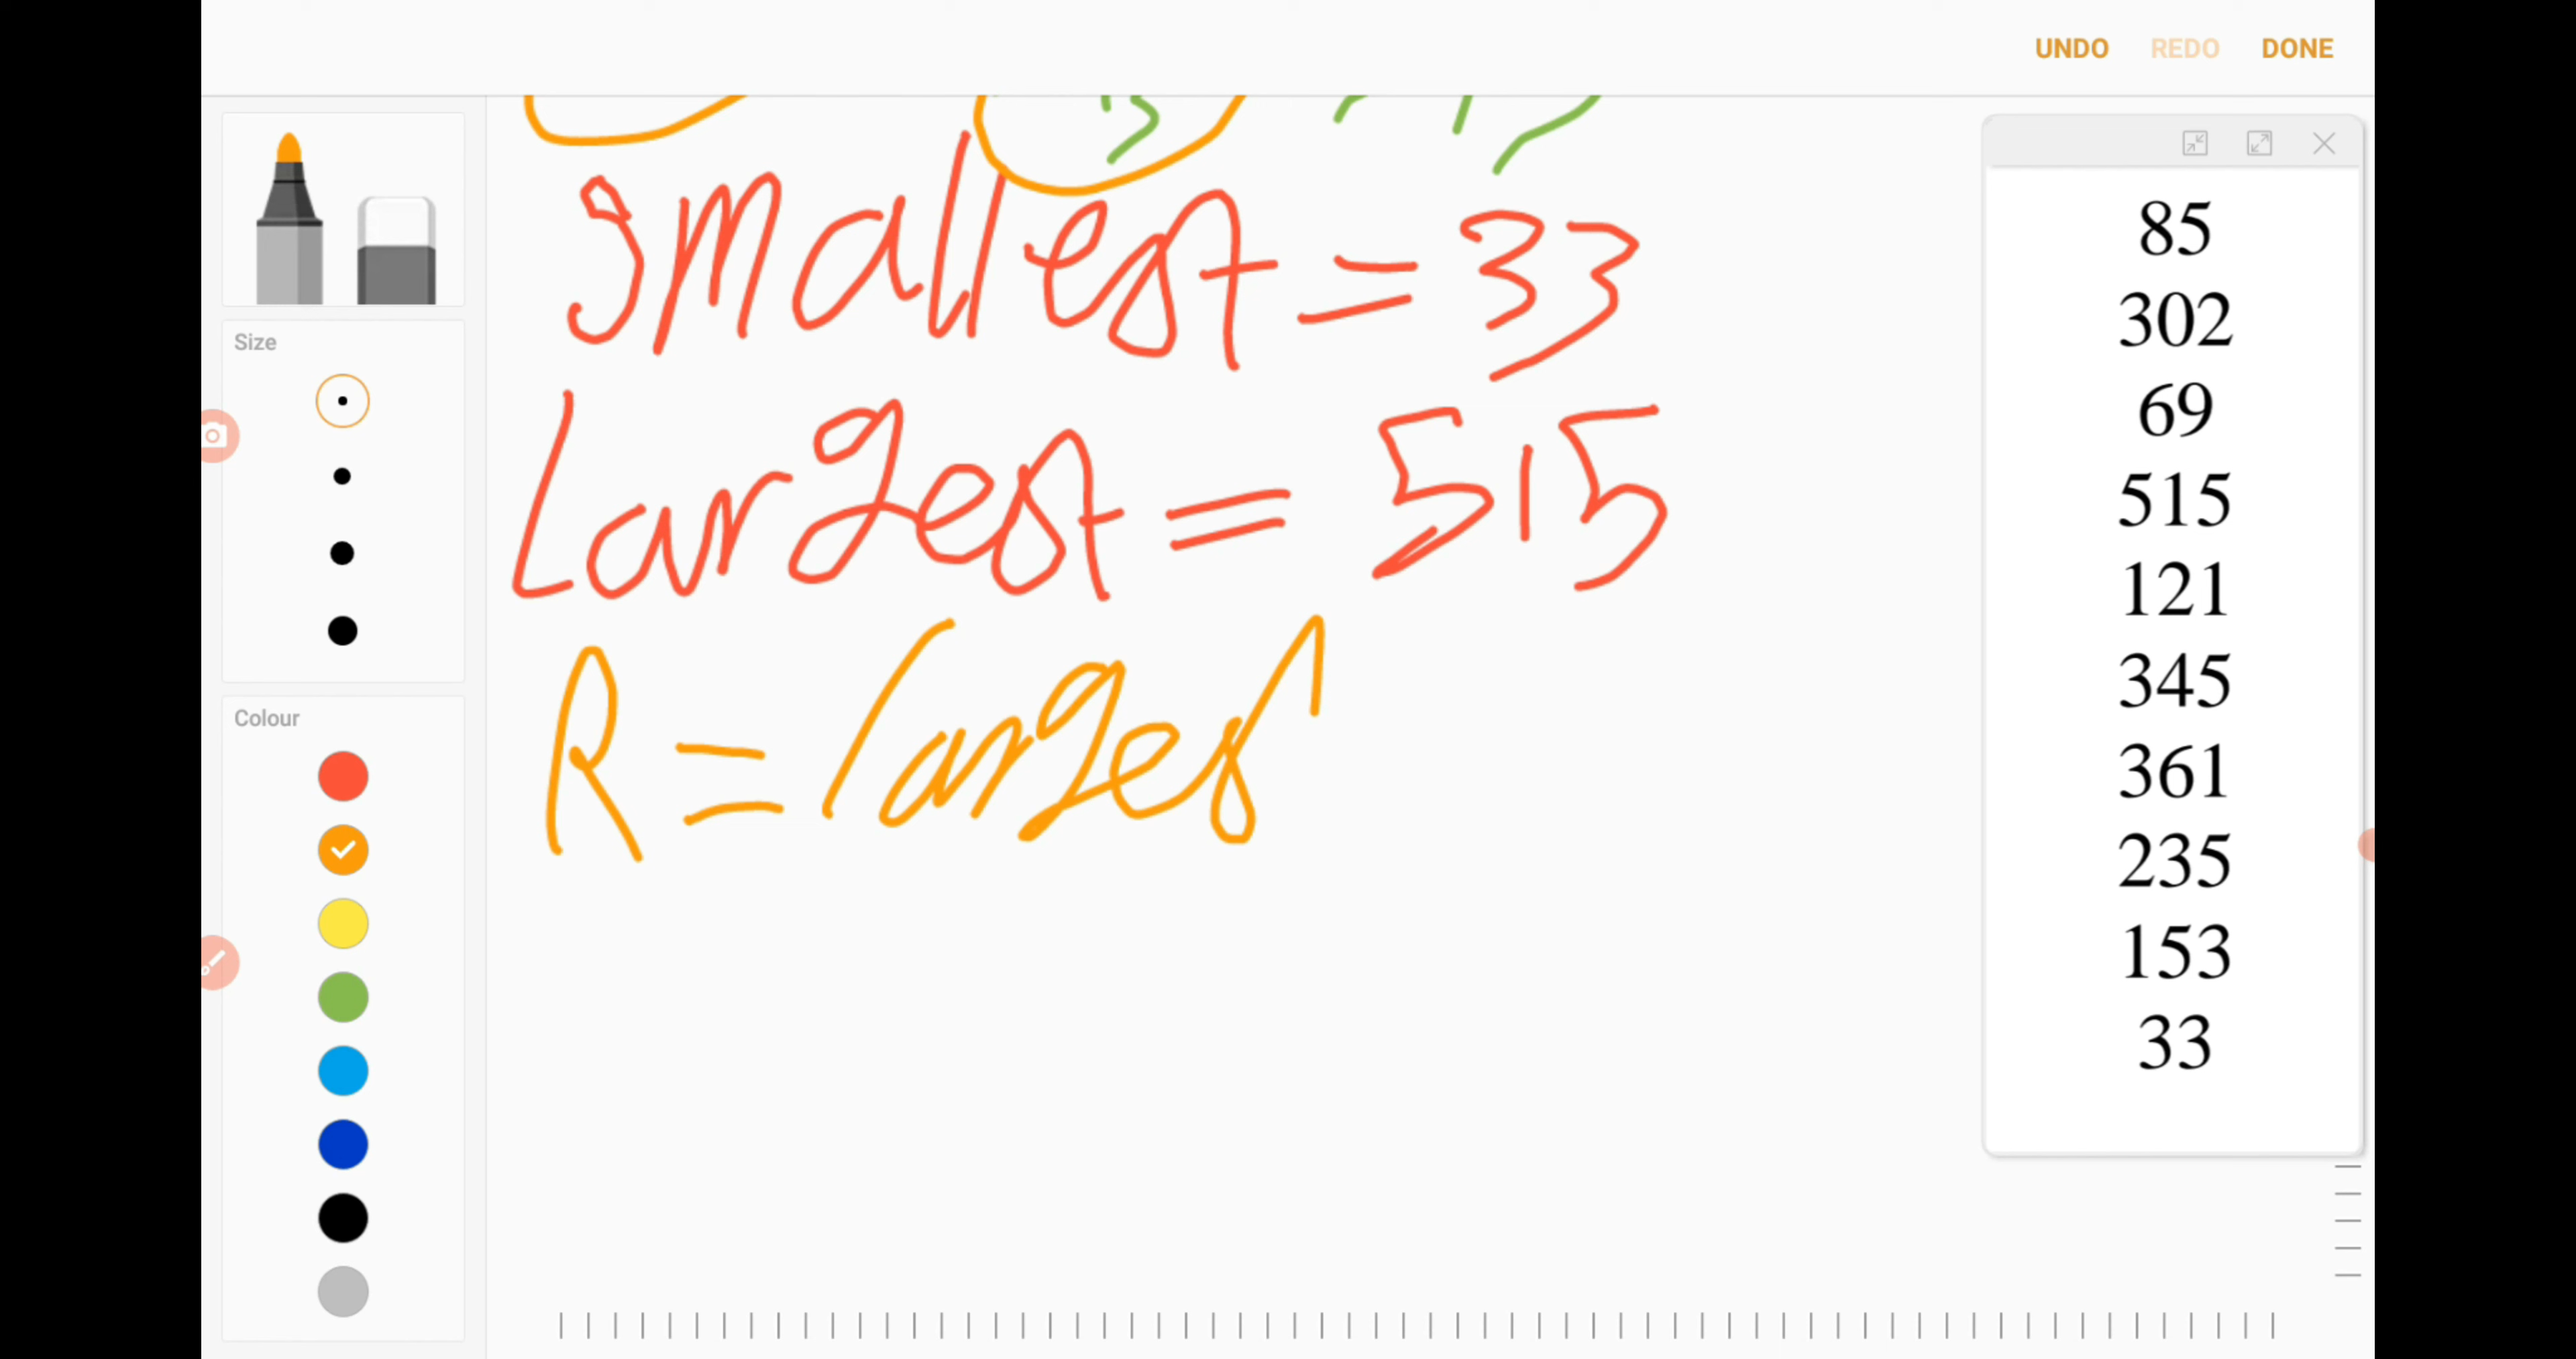 UNDO REDO DONE
Size
Colour
Smallest = 33
Largest = 515
R = larges
85
302
69
515
121
345
361
235
153
33